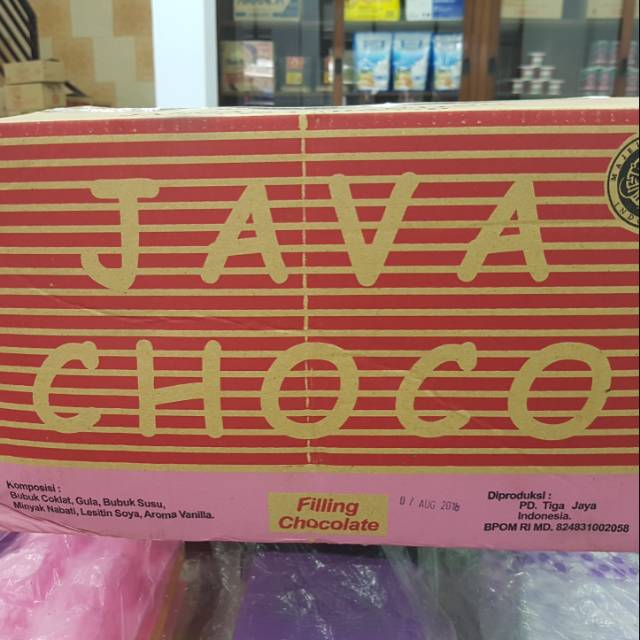 JAVA
CHOCO
Komposisi :
Bubuk Coklat, Gula, Bubuk Susu,
Minyak Nabati, Lesitin Soya, Aroma Vanilla.
Filling
Chocolate
07 AUG 2016
Diproduksi :
PD. Tiga Jaya
Indonesia.
BPOM RI MD. 824831002058